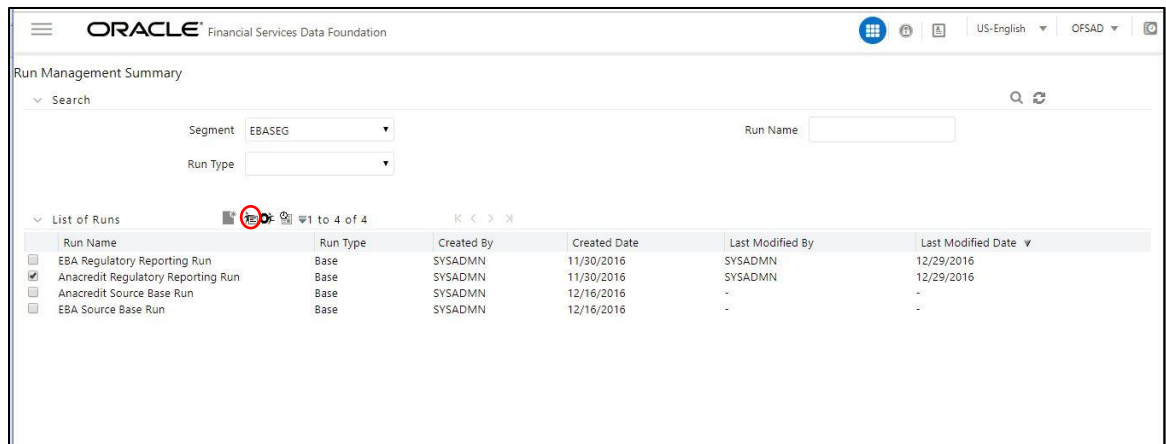 ORACLE Financial Services Data Foundation US-English OFSAD
Run Management Summary
Search
Segment EBASEG Run Name
Run Type
List of Runs 1 to 4 of 4
Run Name Run Type Created By Created Date Last Modified By Last Modified Date
EBA Regulatory Reporting Run Base SYSADMN 11/30/2016 SYSADMN 12/29/2016
Anacredit Regulatory Reporting Run Base SYSADMN 11/30/2016 SYSADMN 12/29/2016
Anacredit Source Base Run Base SYSADMN 12/16/2016 - -
EBA Source Base Run Base SYSADMN 12/16/2016 - -